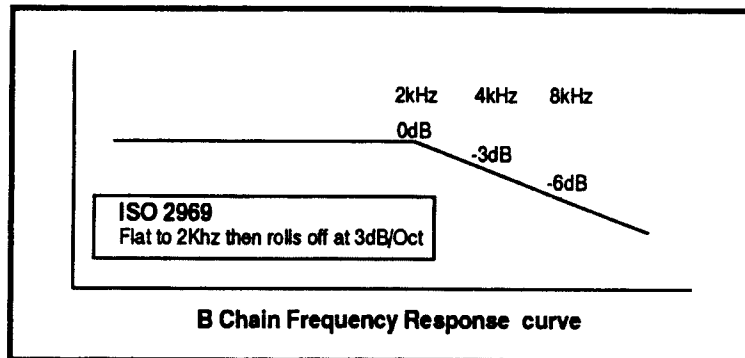 2kHz 4kHz 8kHz
0dB
-3dB
-6dB
ISO 2969
Flat to 2Khz then rolls off at 3dB/Oct
B Chain Frequency Response curve